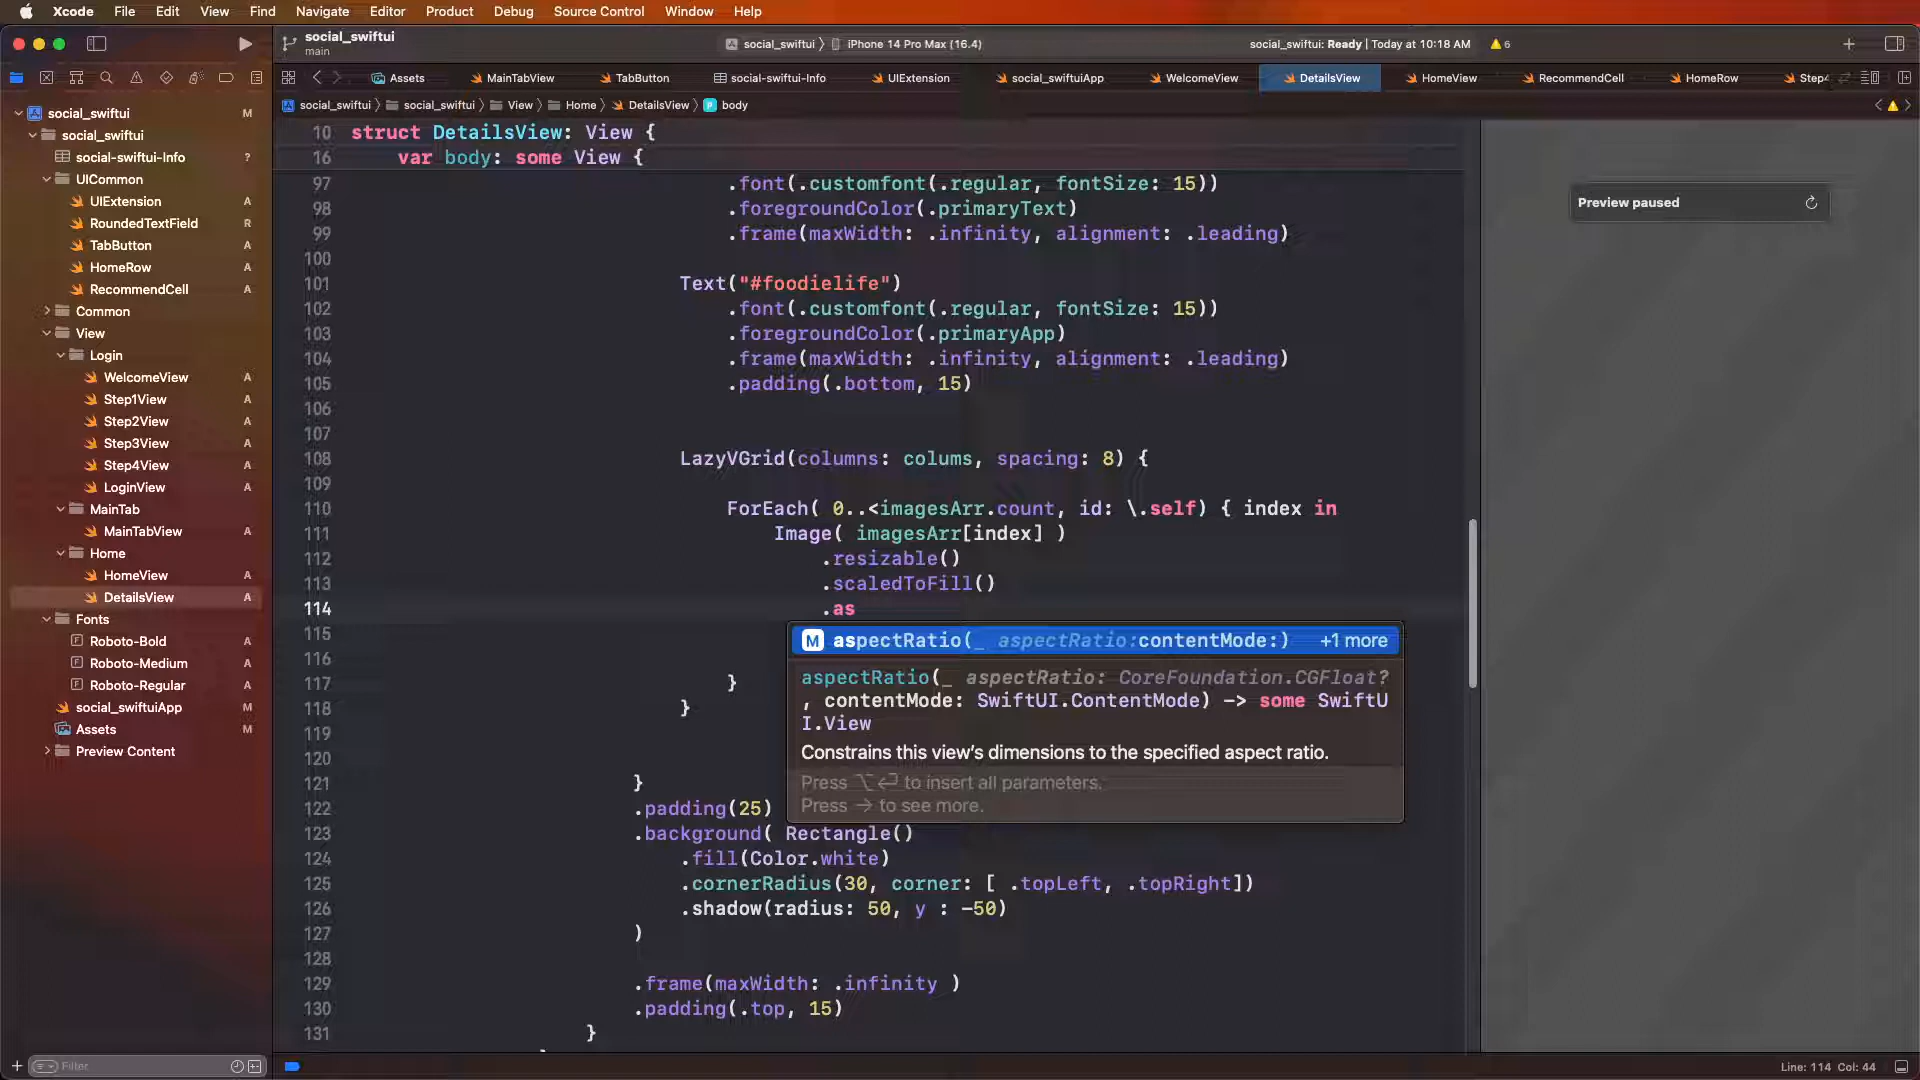 Xcode File Edit View Find Navigate Editor Product Debug Source Control Window Help
social_swiftui
main
social_swiftui iPhone 14 Pro Max (16.4)
social_swiftui: Ready | Today at 10:18 AM
6
Assets MainTabView TabButton social-swiftui-Info UIExtension social_swiftuiApp WelcomeView DetailsView HomeView RecommendCell HomeRow Step4
social_swiftui social_swiftui View Home DetailsView body
social_swiftui M
social_swiftui
social-swiftui-Info ?
UICommon
UIExtension A
RoundedTextField R
TabButton A
HomeRow A
RecommendCell A
Common
View
Login
WelcomeView A
Step1View A
Step2View A
Step3View A
Step4View A
LoginView A
MainTab
MainTabView A
Home
HomeView A
DetailsView A
Fonts
Roboto-Bold A
Roboto-Medium A
Roboto-Regular A
social_swiftuiApp M
Assets M
Preview Content
Filter
10 struct DetailsView: View {
16 var body: some View {
97 .font(.customfont(.regular, fontSize: 15))
98 .foregroundColor(.primaryText)
99 .frame(maxWidth: .infinity, alignment: .leading)
100
101 Text("#foodielife")
102 .font(.customfont(.regular, fontSize: 15))
103 .foregroundColor(.primaryApp)
104 .frame(maxWidth: .infinity, alignment: .leading)
105 .padding(.bottom, 15)
106
107
108 LazyVGrid(columns: colums, spacing: 8) {
109
110 ForEach( 0..<imagesArr.count, id: \.self) { index in
111 Image( imagesArr[index] )
112 .resizable()
113 .scaledToFill()
114 .as
115
116
117 }
118 }
119
120
121 }
122 .padding(25)
123 .background( Rectangle()
124 .fill(Color.white)
125 .cornerRadius(30, corner: [ .topLeft, .topRight])
126 .shadow(radius: 50, y : -50)
127 )
128
129 .frame(maxWidth: .infinity )
130 .padding(.top, 15)
131 }
M aspectRatio(_ aspectRatio:contentMode:) +1 more
aspectRatio(_ aspectRatio: CoreFoundation.CGFloat?
, contentMode: SwiftUI.ContentMode) -> some SwiftU
I.View
Constrains this view's dimensions to the specified aspect ratio.
Press ⌥⏎ to insert all parameters.
Press → to see more.
Preview paused
Line: 114 Col: 44